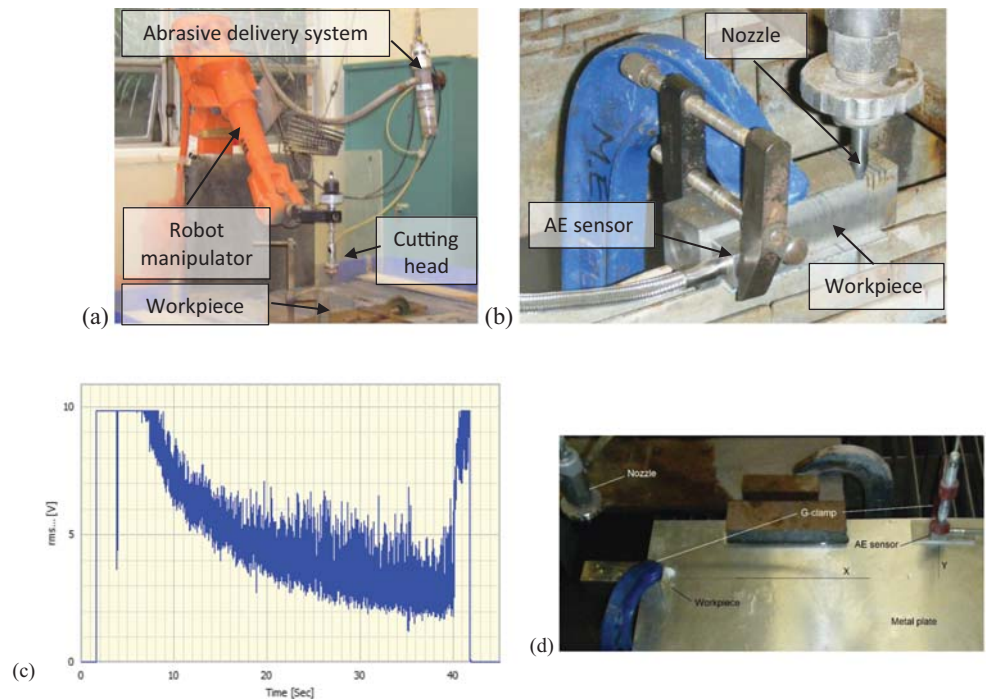 Abrasive delivery system
Robot
manipulator
Cutting
head
Workpiece
(a)
Nozzle
M.E
AE sensor
Workpiece
(b)
10
5
0
rms... [V]
0
10
20
30
40
Time [Sec]
(c)
Nozzle
G-clamp
AE sensor
X
Y
Workpiece
Metal plate
(d)